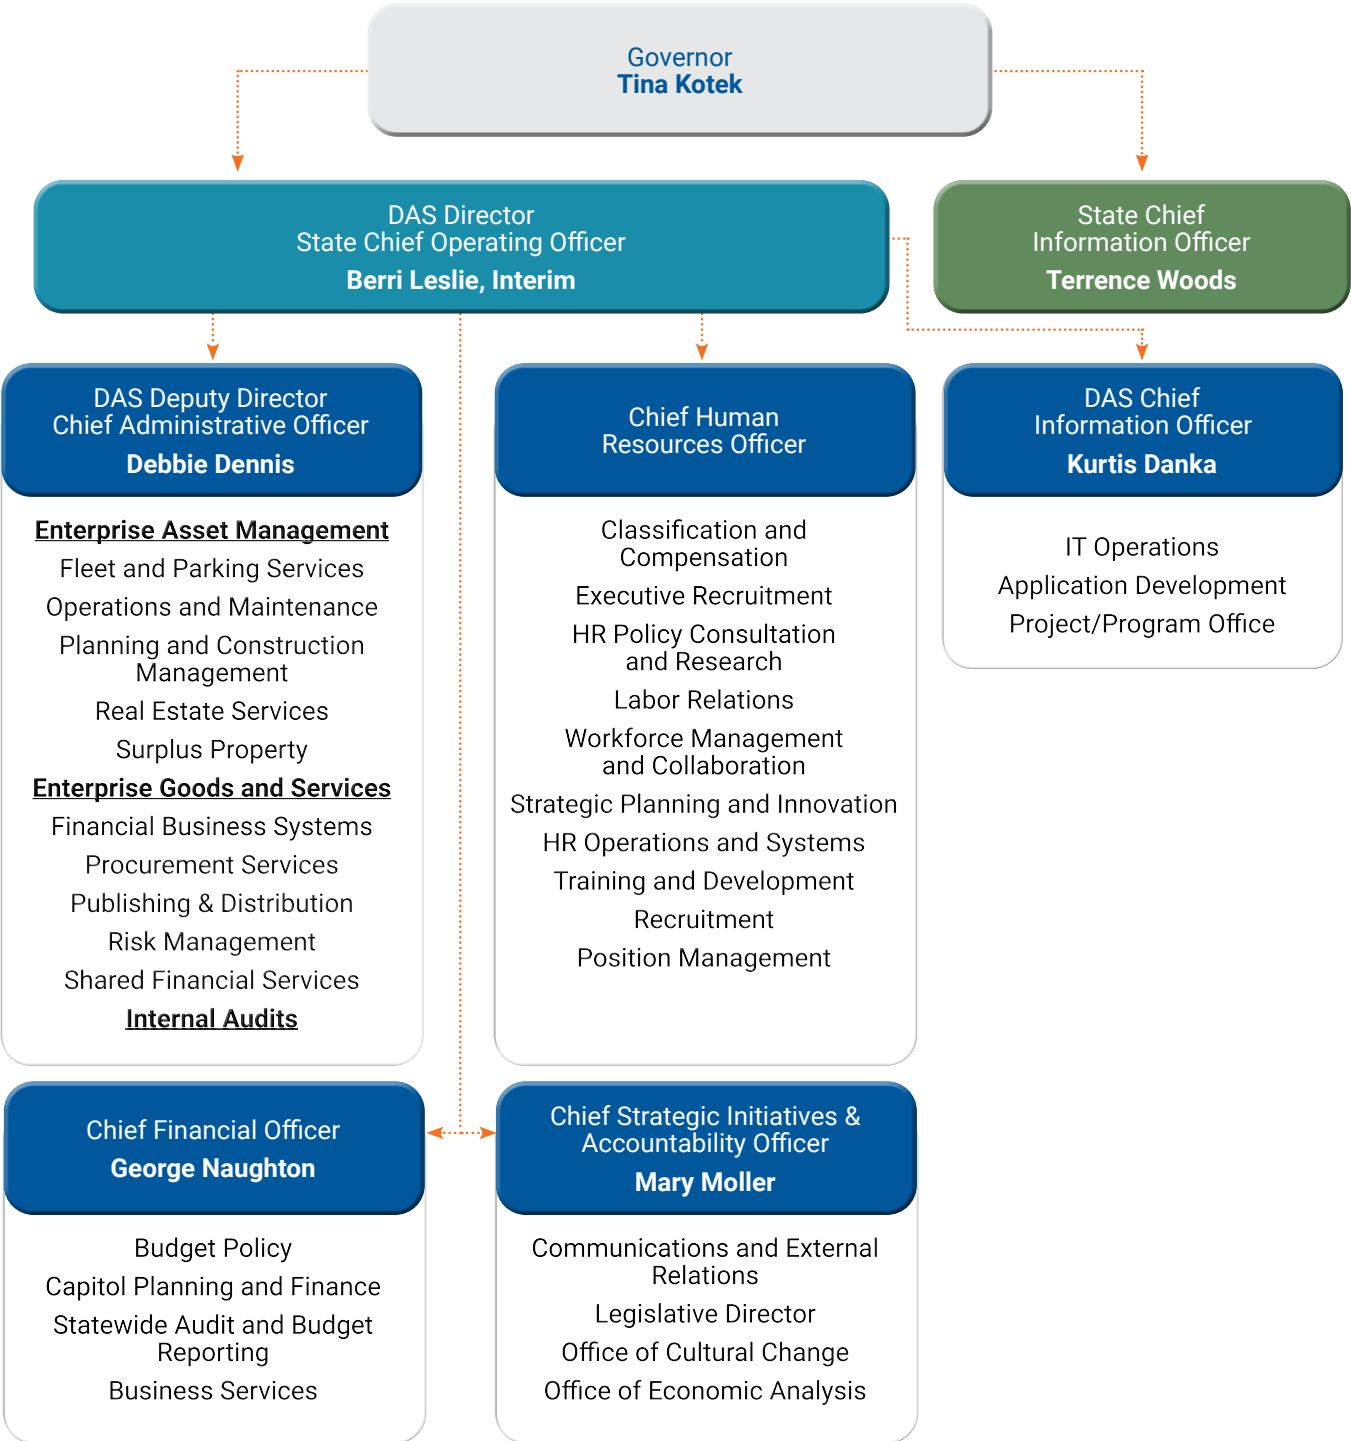 Governor
Tina Kotek
DAS Director
State Chief Operating Officer
Berri Leslie, Interim
State Chief
Information Officer
Terrence Woods
DAS Deputy Director
Chief Administrative Officer
Debbie Dennis
Enterprise Asset Management
Fleet and Parking Services
Operations and Maintenance
Planning and Construction
Management
Real Estate Services
Surplus Property
Enterprise Goods and Services
Financial Business Systems
Procurement Services
Publishing & Distribution
Risk Management
Shared Financial Services
Internal Audits
Chief Human
Resources Officer
Classification and
Compensation
Executive Recruitment
HR Policy Consultation
and Research
Labor Relations
Workforce Management
and Collaboration
Strategic Planning and Innovation
HR Operations and Systems
Training and Development
Recruitment
Position Management
DAS Chief
Information Officer
Kurtis Danka
IT Operations
Application Development
Project/Program Office
Chief Financial Officer
George Naughton
Budget Policy
Capitol Planning and Finance
Statewide Audit and Budget
Reporting
Business Services
Chief Strategic Initiatives &
Accountability Officer
Mary Moller
Communications and External
Relations
Legislative Director
Office of Cultural Change
Office of Economic Analysis